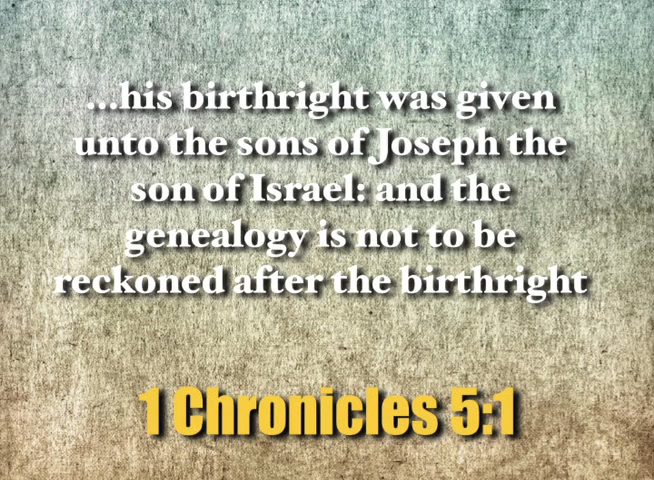 ...his birthright was given
unto the sons of Joseph the
son of Israel: and the
genealogy is not to be
reckoned after the birthright
1 Chronicles 5:1